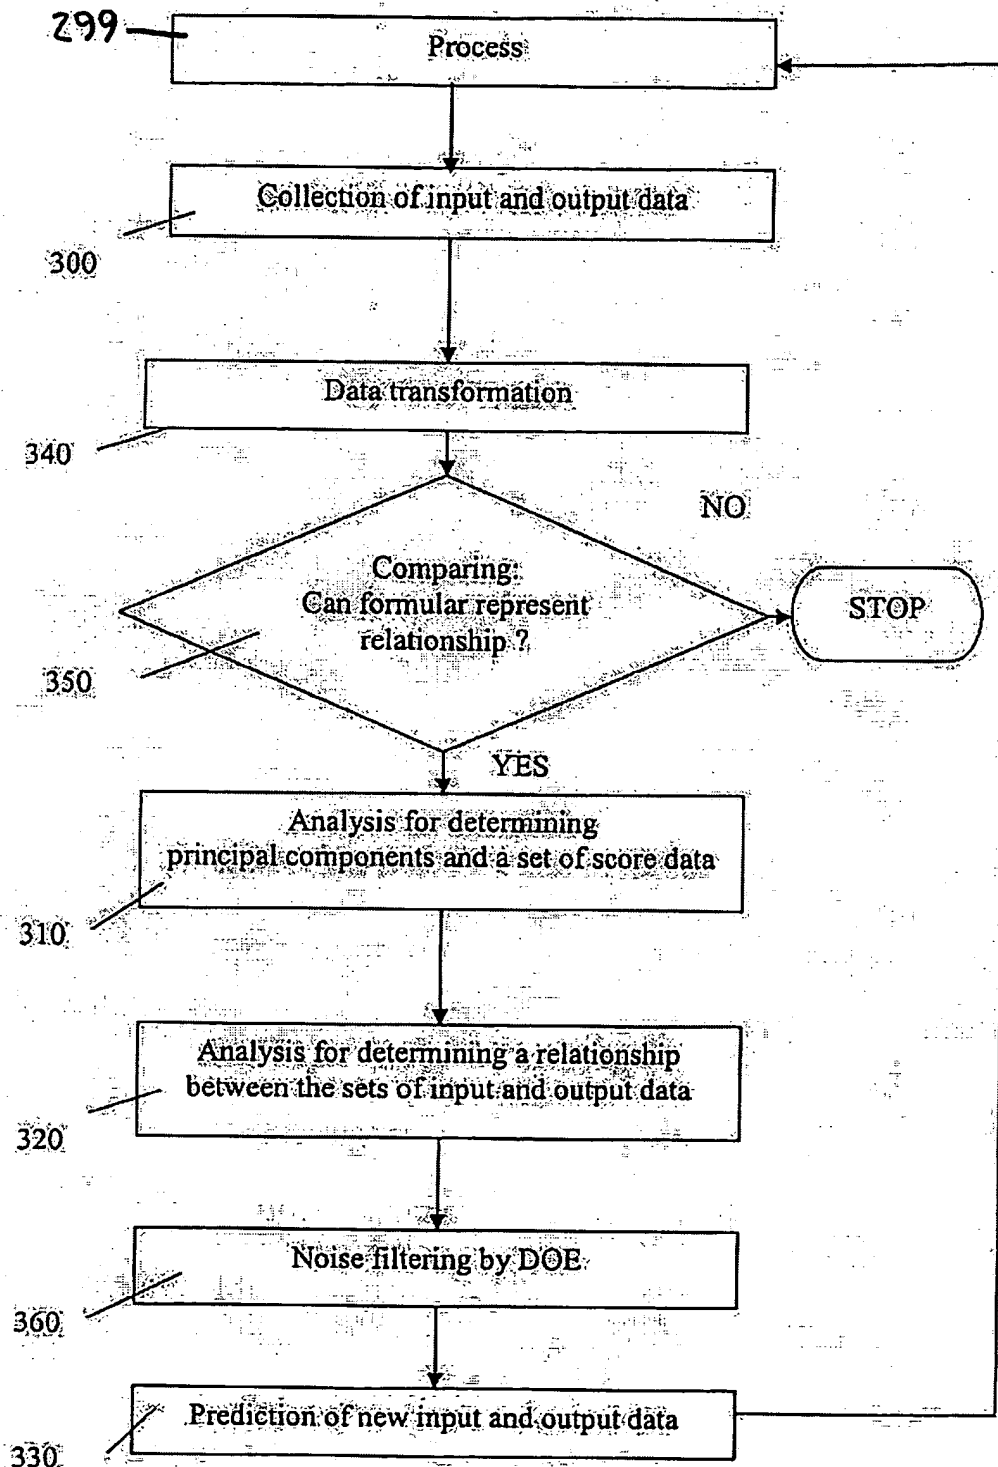 299
Process
Collection of input and output data
300
Data transformation
340
NO
Comparing:
Can formular represent
relationship ?
STOP
350
YES
Analysis for determining
principal components and a set of score data
310
Analysis for determining a relationship
between the sets of input and output data
320
Noise filtering by DOE
360
Prediction of new input and output data
330